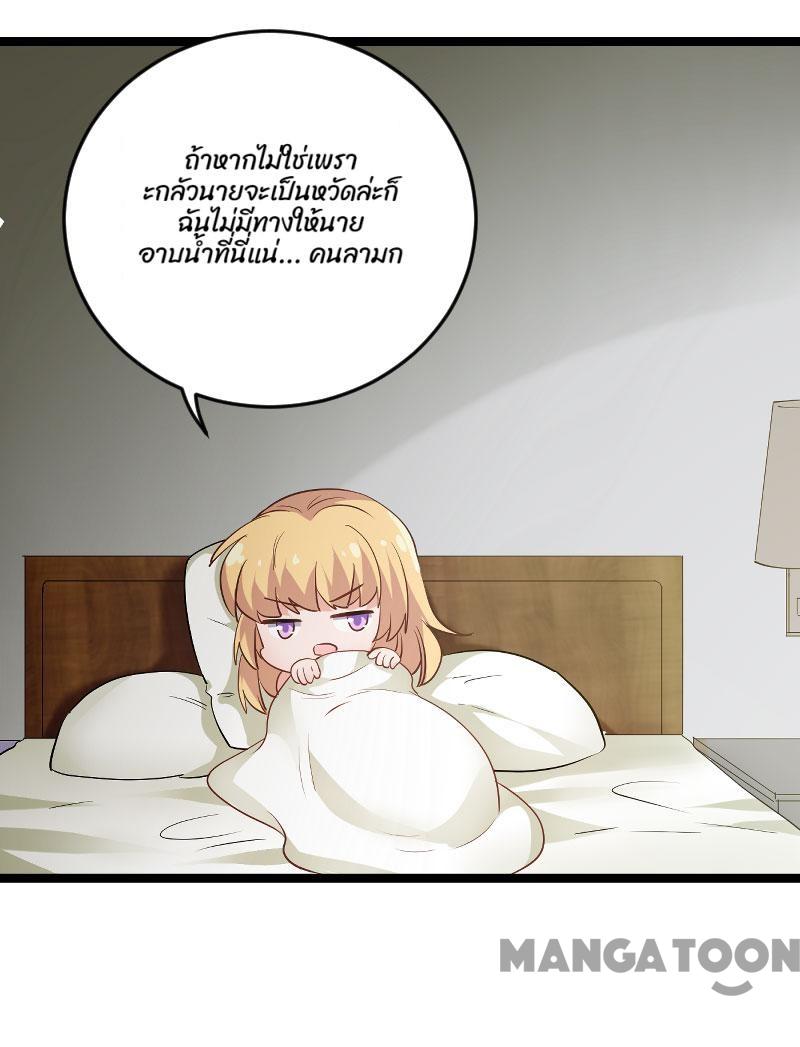 ถ้าหากไม่ใช่เพรา
ะกลัวนายจะเป็นหวัดล่ะก็
ฉันไม่มีทางให้นาย
อาบน้ำที่นี่แน่... คนลามก
MANGATOON